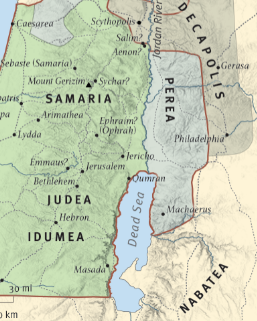 Caesarea
Scythopolis
Jordan River
DECAPOLIS
Salim?
Aenon?
Sebaste (Samaria)
Mount Gerizim
Sychar?
Gerasa
SAMARIA
PEREA
atris
Arimathea
Ephraim?
(Ophrah)
Lydda
Philadelphia
Emmaus?
Jericho
Jerusalem
Bethlehem
Qumran
JUDEA
Machaerus
Hebron
Dead Sea
IDUMEA
Masada
NABATEA
30 mi
0 km